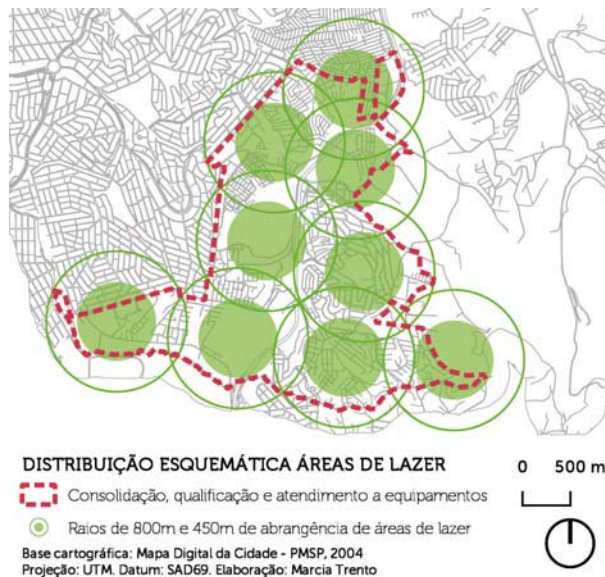 DISTRIBUIÇÃO ESQUEMÁTICA ÁREAS DE LAZER
0 500 m
Consolidação, qualificação e atendimento a equipamentos
Raios de 800m e 450m de abrangência de áreas de lazer
Base cartográfica: Mapa Digital da Cidade - PMSP, 2004
Projeção: UTM. Datum: SAD69. Elaboração: Marcia Trento